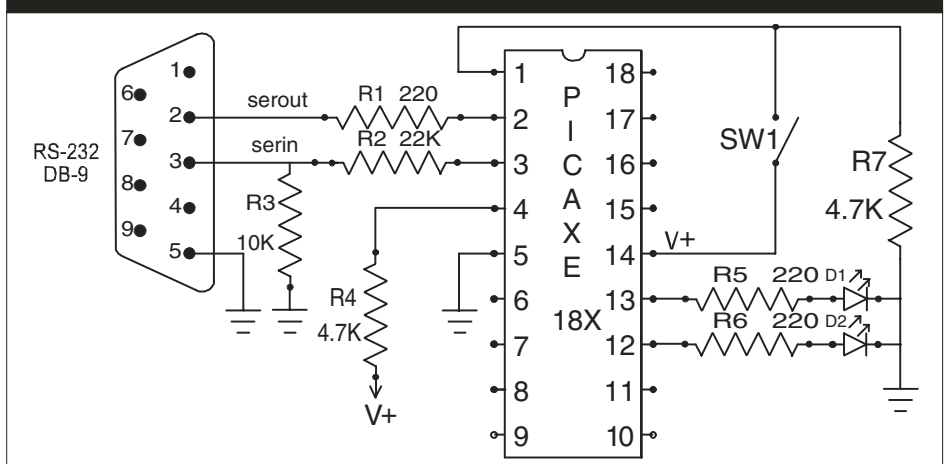 RS-232
DB-9
1
2
3
4
5
6
7
8
9
serout
serin
R1 220
R2 22K
R3
10K
R4
4.7K
V+
1
2
3
4
5
6
7
8
9
P
I
C
A
X
E
18X
18
17
16
15
14
13
12
11
10
SW1
V+
R7
4.7K
R5 220 D1
R6 220 D2